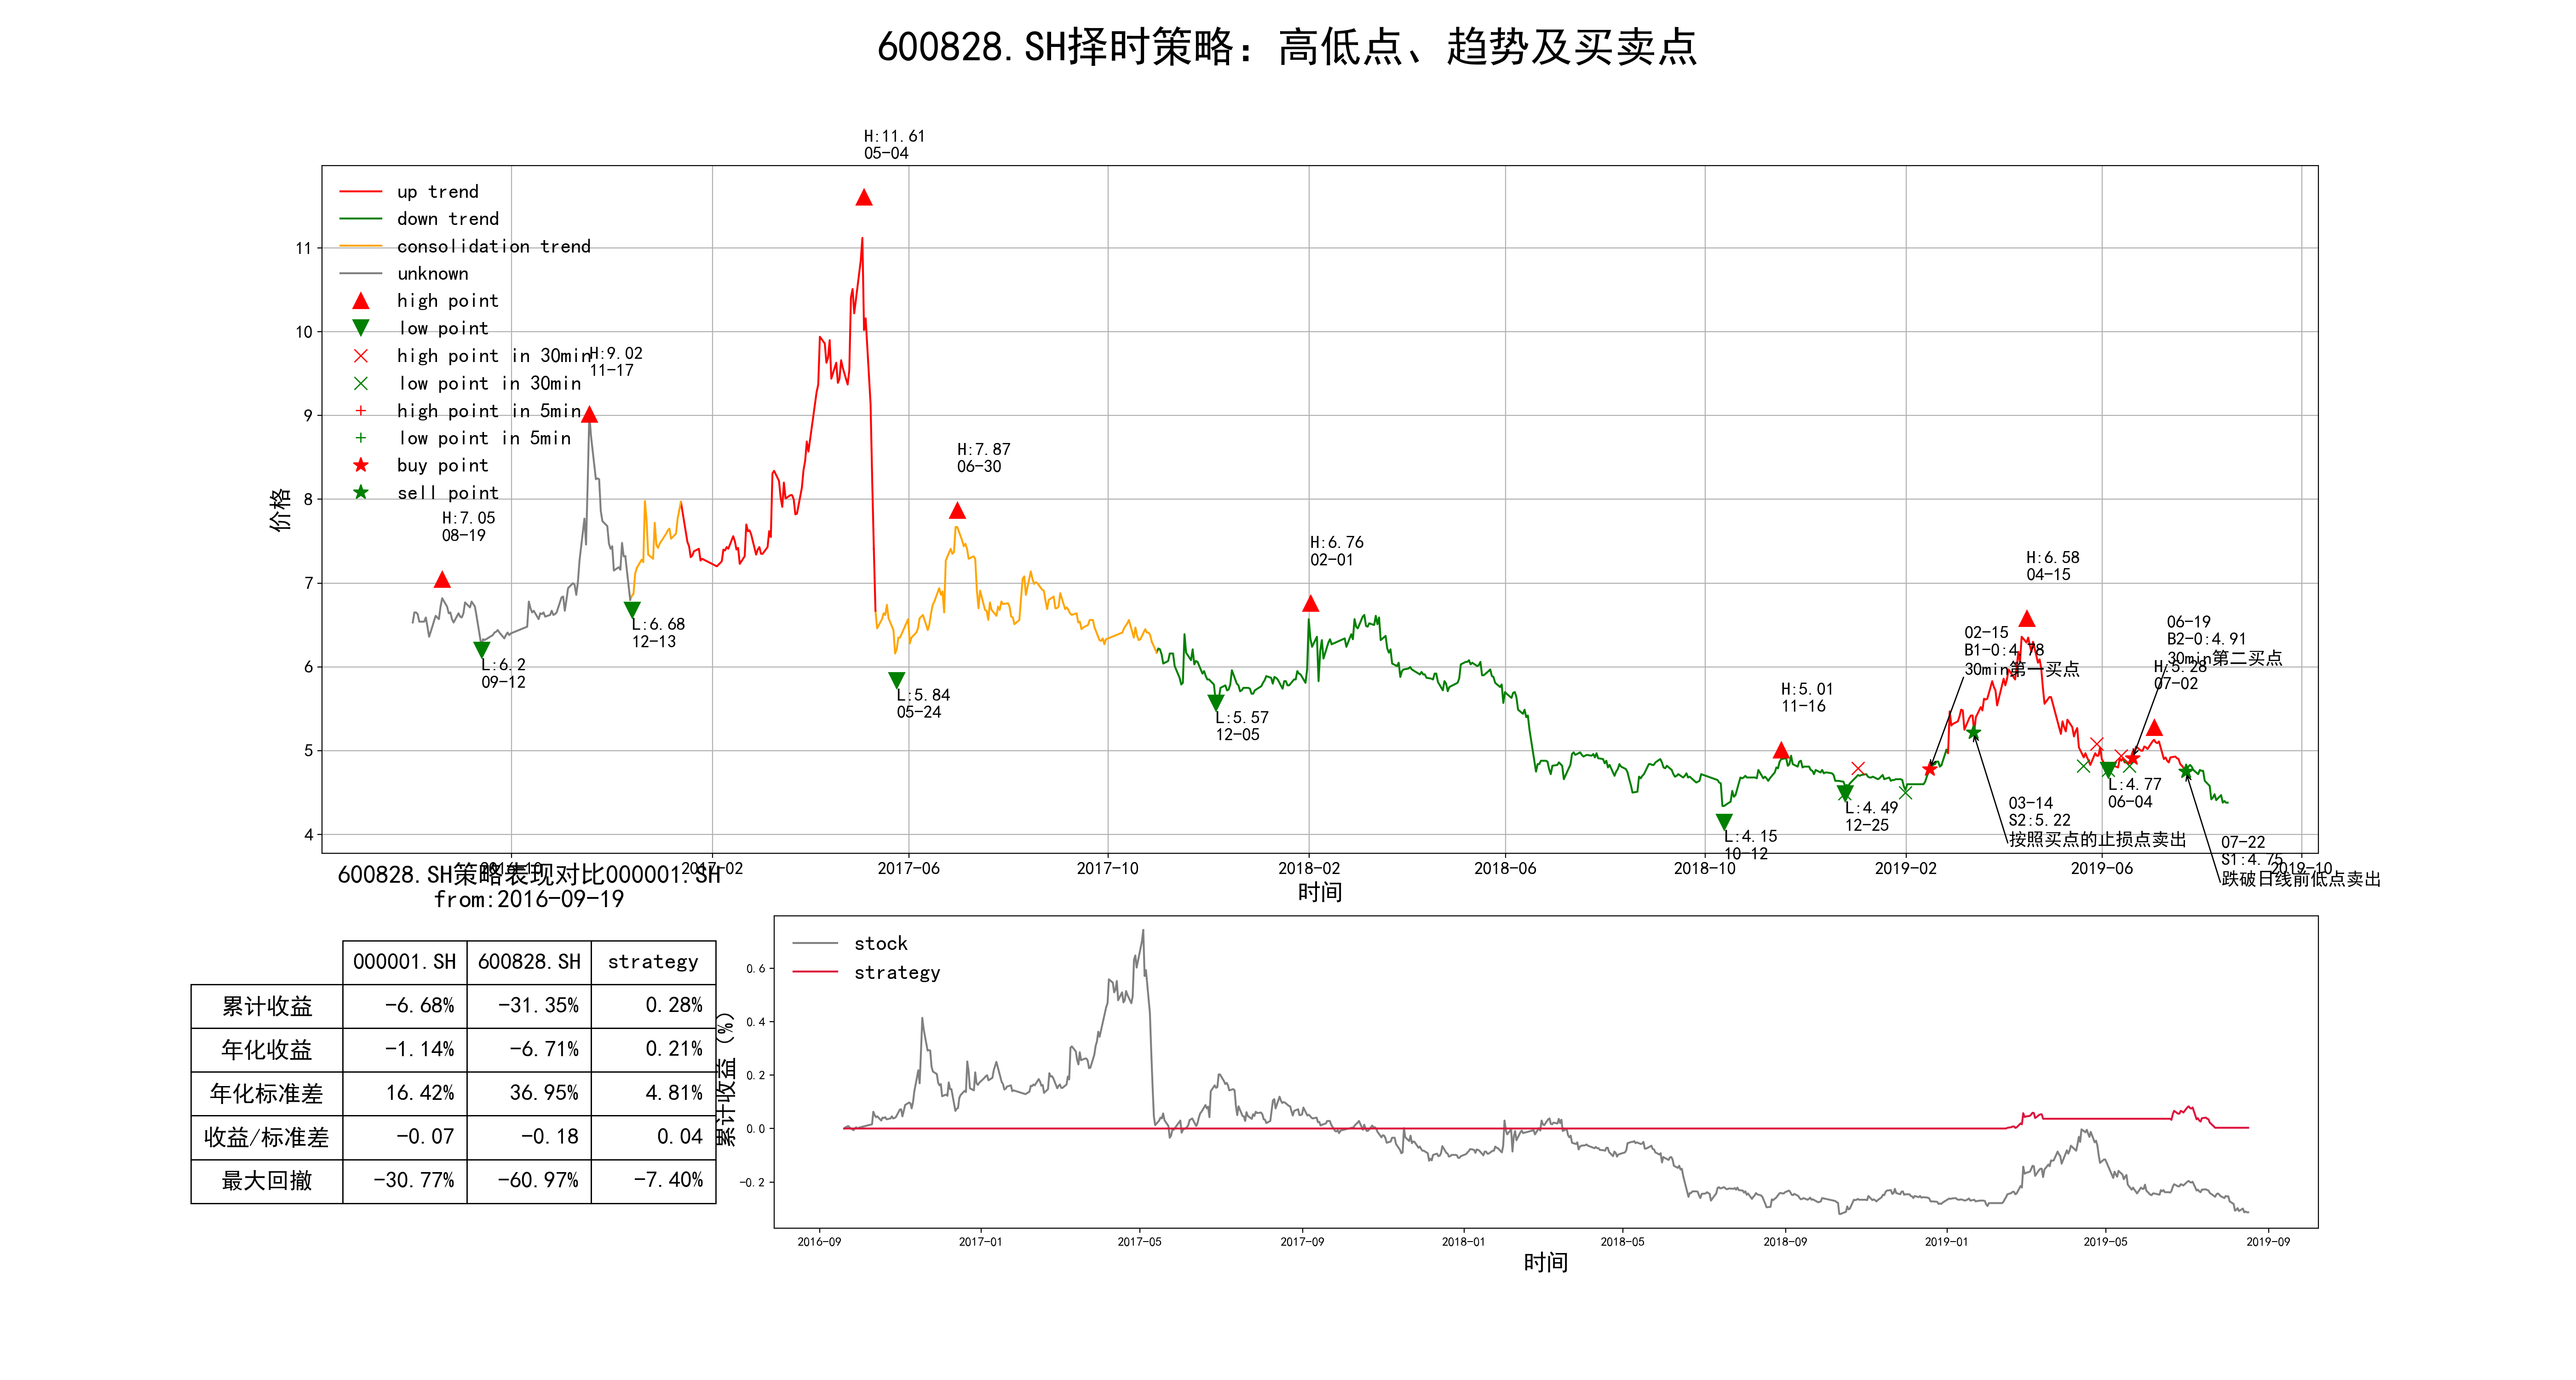 600828.SH择时策略：高低点、趋势及买卖点
H:11.61
05-04
up trend
down trend
consolidation trend
unknown
high point
low point
high point in 30min
low point in 30min
high point in 5min
low point in 5min
buy point
sell point
H:9.02
11-17
H:7.05
08-19
H:7.87
06-30
H:6.76
02-01
H:6.58
04-15
H:5.01
11-16
02-15
B1-0:4.78
30min第一买点
06-19
B2-0:4.91
30min第二买点
H:5.28
07-02
L:6.2
09-12
L:6.68
12-13
L:5.84
05-24
L:5.57
12-05
L:4.15
10-12
L:4.49
12-25
L:4.77
06-04
03-14
S2:5.22
按照买点的止损点卖出
07-22
S1:4.75
跌破日线前低点卖出
价格
11
10
9
8
7
6
5
4
2016-10
2017-02
2017-06
2017-10
2018-02
2018-06
2018-10
2019-02
2019-06
2019-10
时间
600828.SH策略表现对比000001.SH
from:2016-09-19
000001.SH 600828.SH strategy
累计收益 -6.68% -31.35% 0.28%
年化收益 -1.14% -6.71% 0.21%
年化标准差 16.42% 36.95% 4.81%
收益/标准差 -0.07 -0.18 0.04
最大回撤 -30.77% -60.97% -7.40%
累计收益（%）
0.6
0.4
0.2
0.0
-0.2
stock
strategy
2016-09
2017-01
2017-05
2017-09
2018-01
2018-05
2018-09
2019-01
2019-05
2019-09
时间